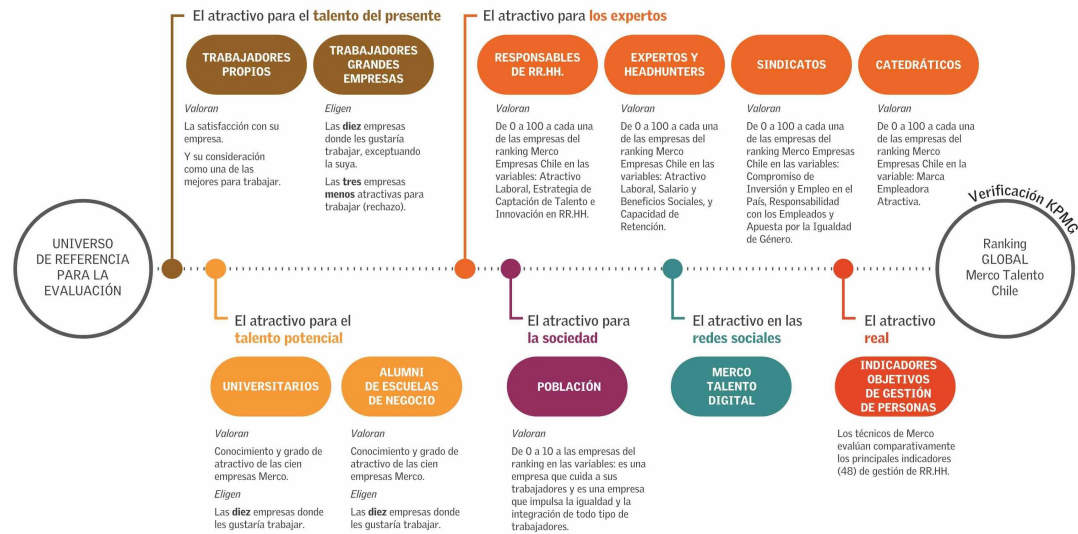 El atractivo para el talento del presente
TRABAJADORES
PROPIOS
Valoran
La satisfacción con su
empresa.
Y su consideración
como una de las
mejores para trabajar.
TRABAJADORES
GRANDES
EMPRESAS
Eligen
Las diez empresas
donde les gustaría
trabajar, exceptuando
la suya.
Las tres empresas
menos atractivas para
trabajar (rechazo).
El atractivo para los expertos
RESPONSABLES
DE RR.HH.
Valoran
De 0 a 100 a cada una
de las empresas del
ranking Merco
Empresas Chile en las
variables: Atractivo
Laboral, Estrategia de
Captación de Talento e
Innovación en RR.HH.
EXPERTOS Y
HEADHUNTERS
Valoran
De 0 a 100 a cada una
de las empresas del
ranking Merco
Empresas Chile en las
variables: Atractivo
Laboral, Salario y
Beneficios Sociales, y
Capacidad de
Retención.
SINDICATOS
Valoran
De 0 a 100 a cada una
de las empresas del
ranking Merco Empresas
Chile en las variables:
Compromiso de
Inversión y Empleo en el
País, Responsabilidad
con los Empleados y
Apuesta por la Igualdad
de Género.
CATEDRÁTICOS
Valoran
De 0 a 100 a cada una
de las empresas del
ranking Merco
Empresas Chile en la
variable: Marca
Empleadora
Atractiva.
UNIVERSO
DE REFERENCIA
PARA LA
EVALUACIÓN
Verificación KPMG
Ranking
GLOBAL
Merco Talento
Chile
El atractivo para el
talento potencial
UNIVERSITARIOS
Valoran
Conocimiento y grado de
atractivo de las cien
empresas Merco.
Eligen
Las diez empresas donde
les gustaría trabajar.
ALUMNI
DE ESCUELAS
DE NEGOCIO
Valoran
Conocimiento y grado de
atractivo de las cien
empresas Merco.
Eligen
Las diez empresas donde
les gustaría trabajar.
El atractivo para
la sociedad
POBLACIÓN
Valoran
De 0 a 10 a las empresas del
ranking en las variables: es una
empresa que cuida a sus
trabajadores y es una empresa
que impulsa la igualdad y la
integración de todo tipo de
trabajadores.
El atractivo en las
redes sociales
MERCO
TALENTO
DIGITAL
El atractivo
real
INDICADORES
OBJETIVOS
DE GESTIÓN
DE PERSONAS
Los técnicos de Merco
evalúan comparativamente
los principales indicadores
(48) de gestión de RR.HH.